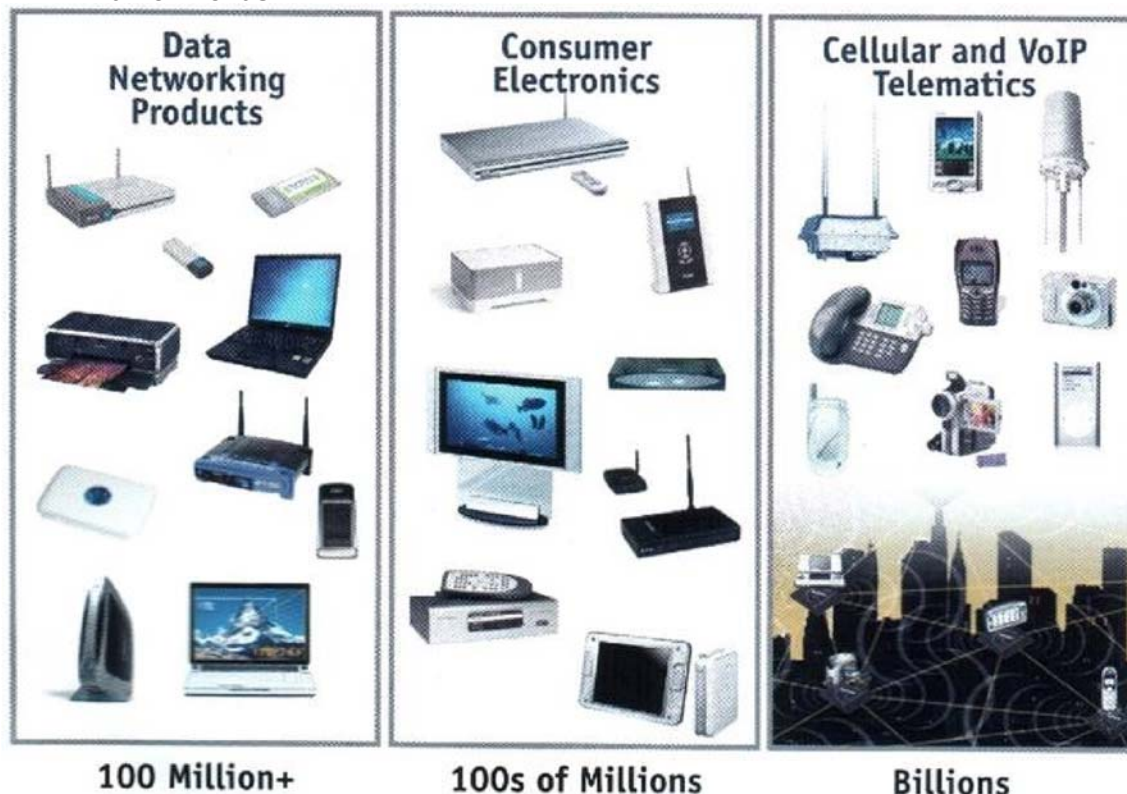 Data
Networking
Products
Consumer
Electronics
Cellular and VoIP
Telematics
100 Million+
100s of Millions
Billions